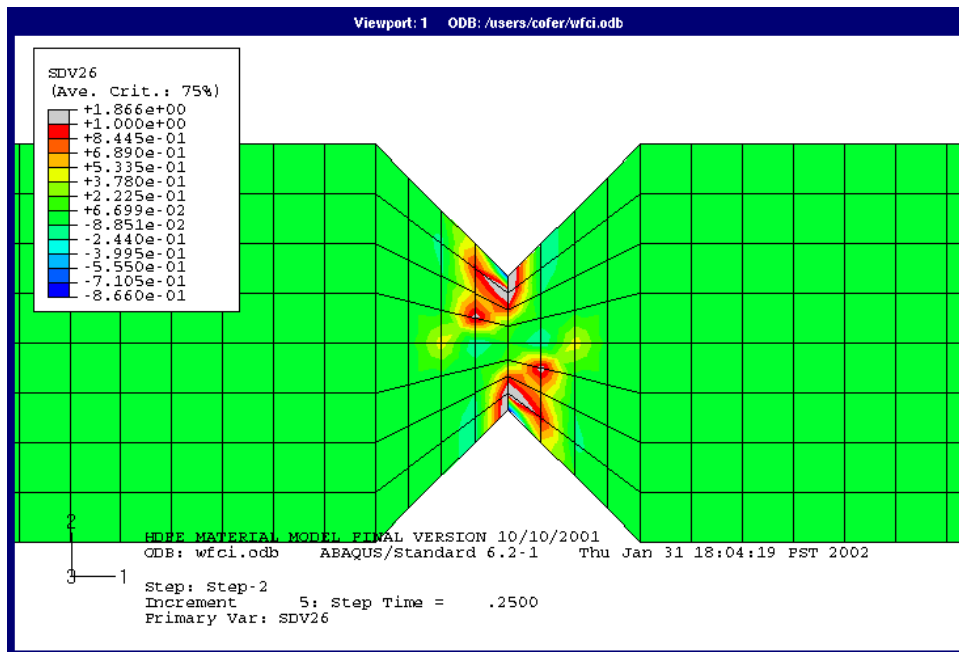 Viewport: 1 ODB: /users/cofer/wfci.odb
SDV26
(Ave. Crit.: 75%)
+1.866e+00
+1.000e+00
+8.445e-01
+6.890e-01
+5.335e-01
+3.780e-01
+2.225e-01
+6.699e-02
-8.851e-02
-2.440e-01
-3.995e-01
-5.550e-01
-7.105e-01
-8.660e-01
2
3 1
HDPE MATERIAL MODEL FINAL VERSION 10/10/2001
ODB: wfci.odb ABAQUS/Standard 6.2-1 Thu Jan 31 18:04:19 PST 2002
Step: Step-2
Increment 5: Step Time = .2500
Primary Var: SDV26